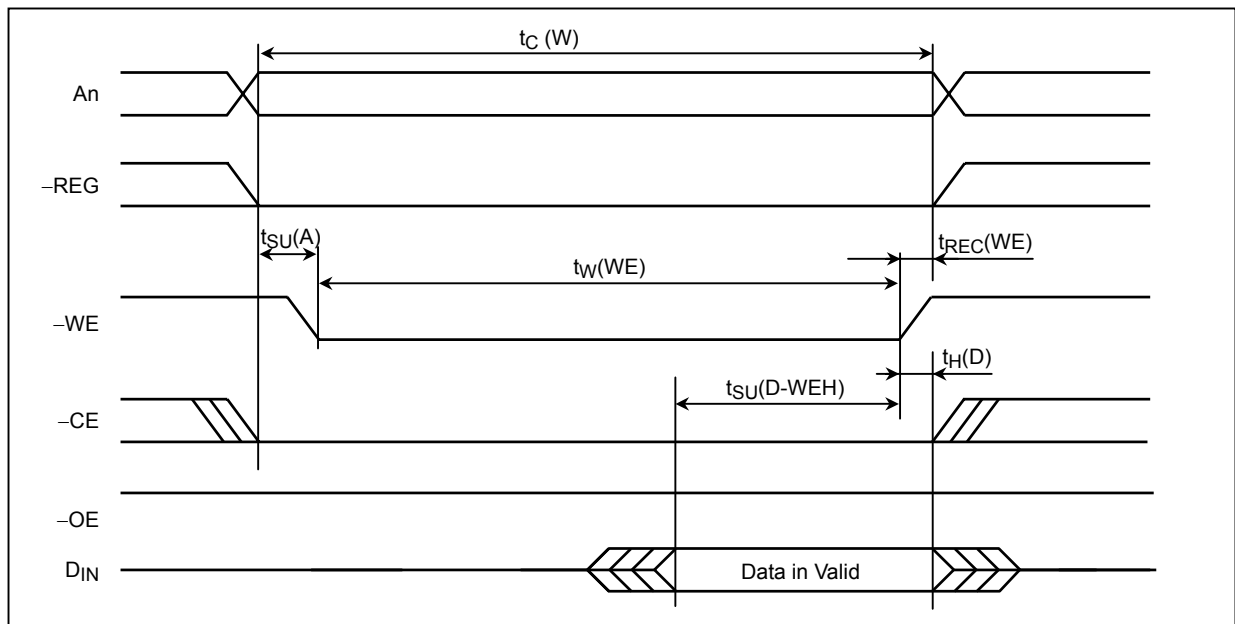 tC (W)
An
–REG
tSU(A)
tREC(WE)
tW(WE)
–WE
tH(D)
tSU(D-WEH)
–CE
–OE
DIN
Data in Valid